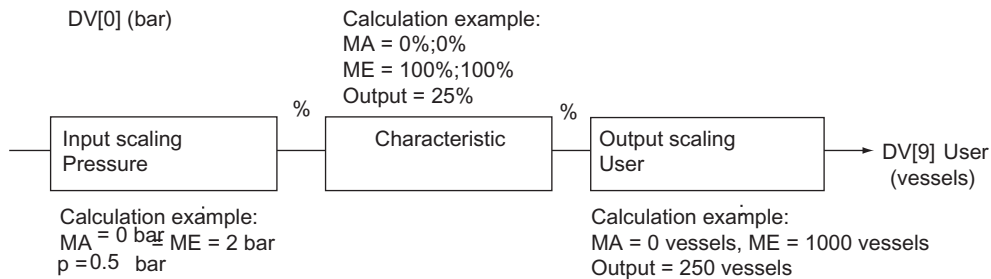 DV[0] (bar)
Calculation example:
MA = 0%;0%
ME = 100%;100%
Output = 25%
%
%
Input scaling
Pressure
Characteristic
Output scaling
User
DV[9] User
(vessels)
Calculation example:
MA = 0 bar = ME = 2 bar
p = 0.5 bar
Calculation example:
MA = 0 vessels, ME = 1000 vessels
Output = 250 vessels